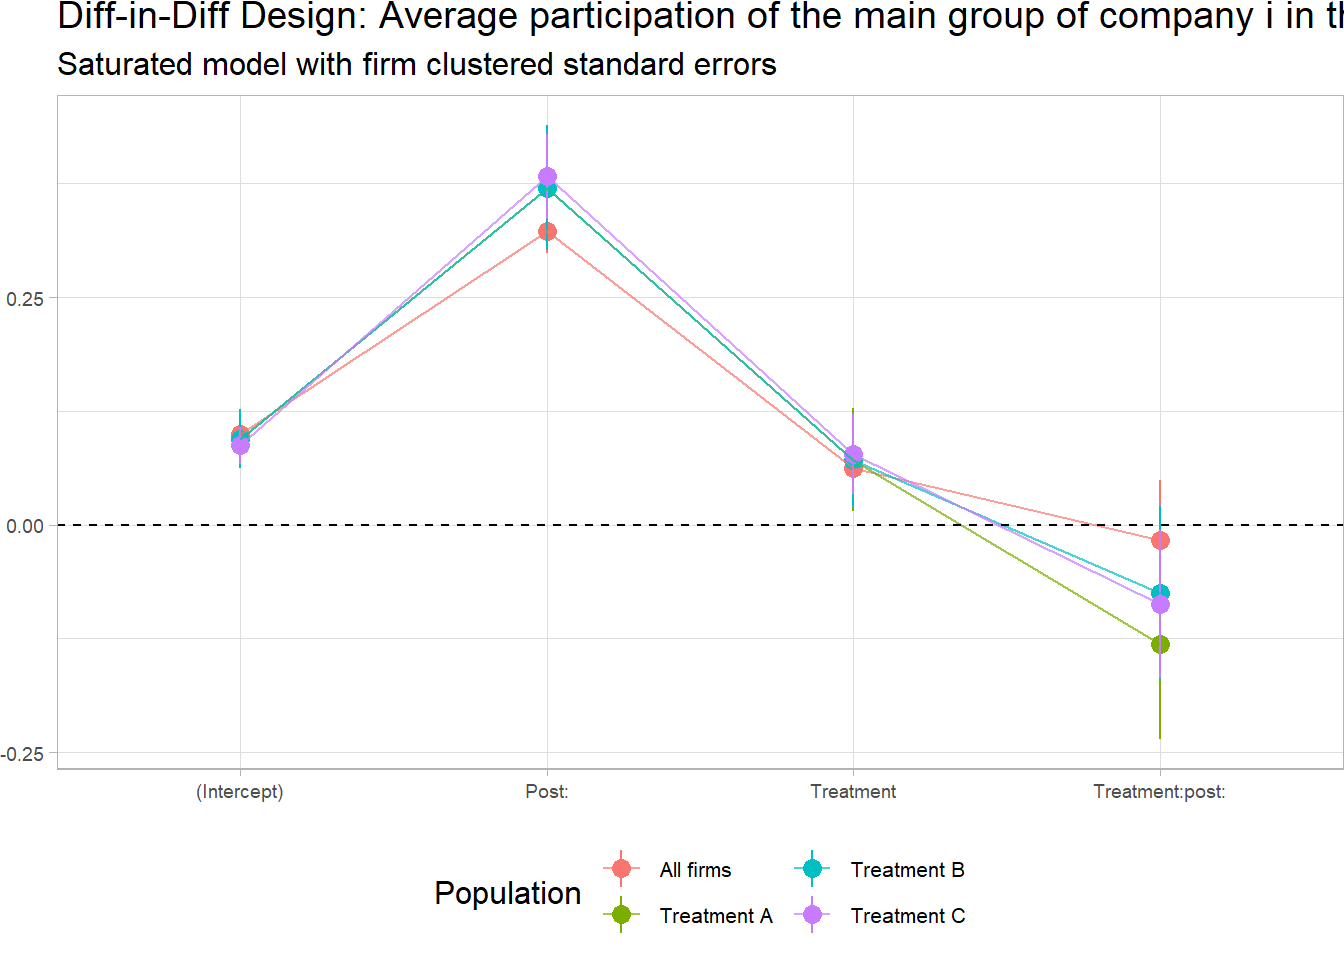 Diff-in-Diff Design: Average participation of the main group of company i in
Saturated model with firm clustered standard errors
0.25
0.00
-0.25
(Intercept) Post: Treatment Treatment:post:
Population
All firms Treatment B
Treatment A Treatment C